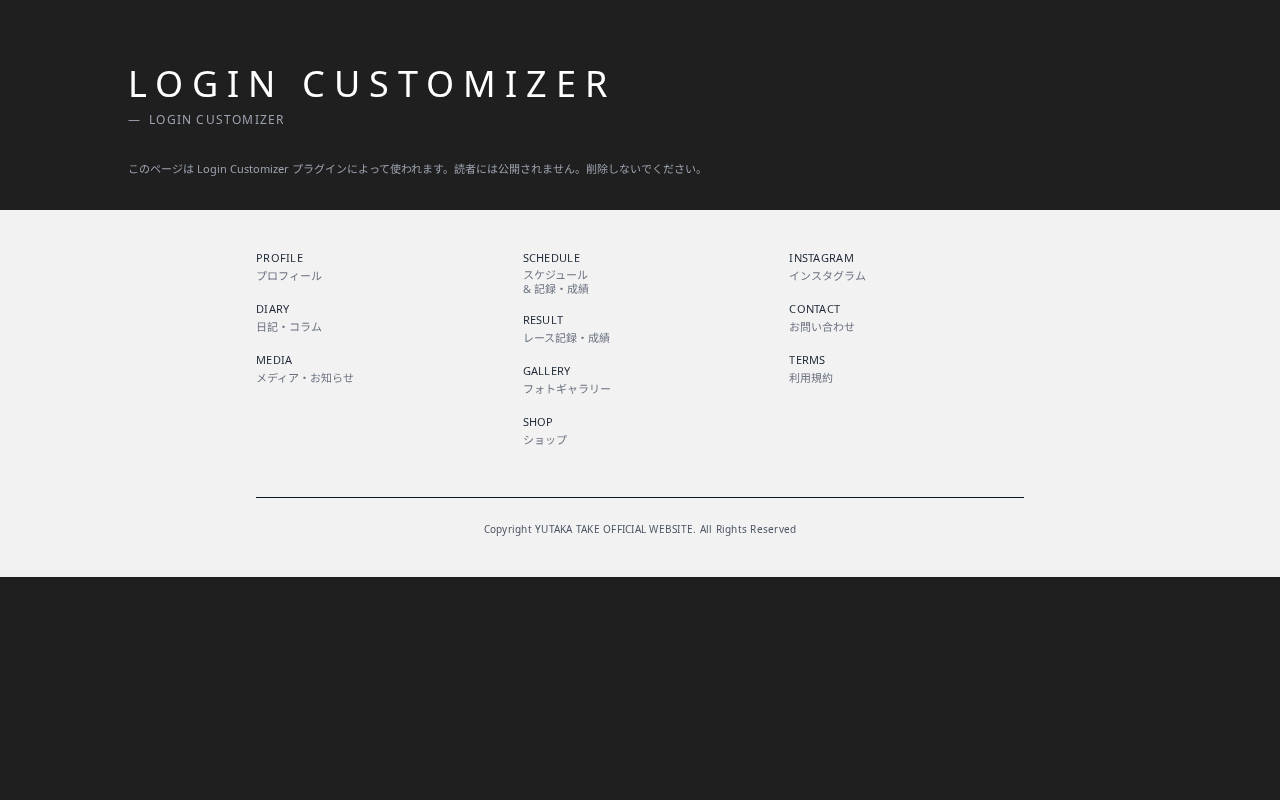 LOGIN CUSTOMIZER
— LOGIN CUSTOMIZER
このページは Login Customizer プラグインによって使われます。読者には公開されません。削除しないでください。
PROFILE
プロフィール
DIARY
日記・コラム
MEDIA
メディア・お知らせ
SCHEDULE
スケジュール
& 記録・成績
RESULT
レース記録・成績
GALLERY
フォトギャラリー
SHOP
ショップ
INSTAGRAM
インスタグラム
CONTACT
お問い合わせ
TERMS
利用規約
Copyright YUTAKA TAKE OFFICIAL WEBSITE. All Rights Reserved